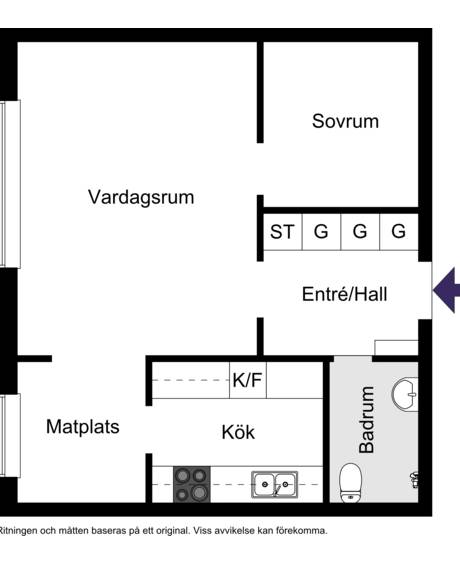 Sovrum
Vardagsrum
ST G G G
Entré/Hall
K/F
Matplats
Kök
Badrum
Ritningen och måtten baseras på ett original. Viss avvikelse kan förekomma.